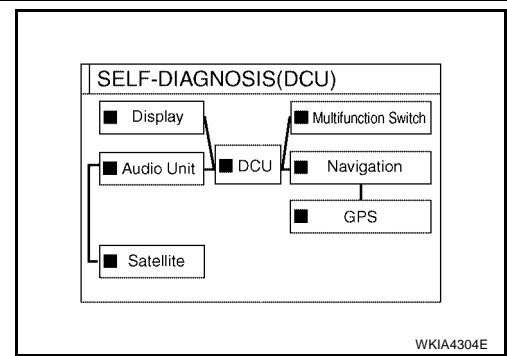 SELF-DIAGNOSIS(DCU)
Display
Multifunction Switch
Audio Unit
DCU
Navigation
GPS
Satellite
WKIA4304E